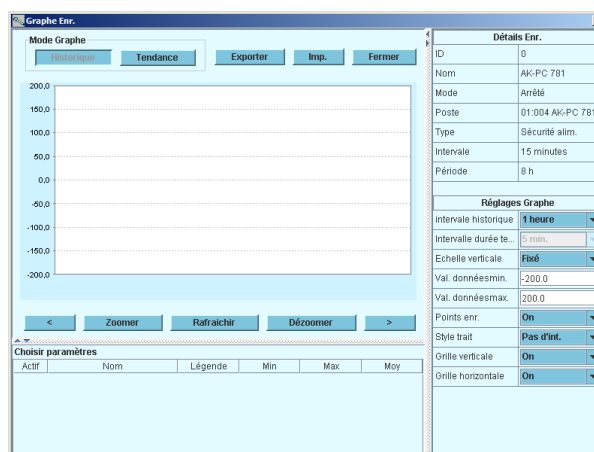 Graphe Enr.
Mode Graphe
Historique Tendance Exporter Imp. Fermer
200,0
150,0
100,0
50,0
0,0
-50,0
-100,0
-150,0
-200,0
< Zoomer Rafraichir Dézoomer >
Choisir paramètres
Actif Nom Légende Min Max Moy
Détails Enr.
ID 0
Nom AK-PC 781
Mode Arrêté
Poste 01:004 AK-PC 781
Type Sécurité alim.
Intervale 15 minutes
Période 8 h
Réglages Graphe
intervale historique 1 heure
Intervalle durée te... 5 min.
Echelle verticale Fixé
Val. donnéesmin. -200.0
Val. donnéesmax. 200.0
Points enr. On
Style trait Pas d'int.
Grille verticale On
Grille horizontale On